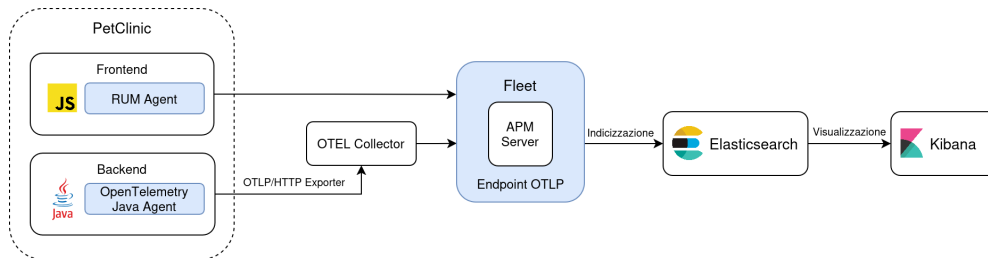 PetClinic
Frontend
JS
RUM Agent
Backend
Java
OpenTelemetry
Java Agent
OTLP/HTTP Exporter
OTEL Collector
Fleet
APM
Server
Endpoint OTLP
Indicizzazione
Elasticsearch
Visualizzazione
Kibana